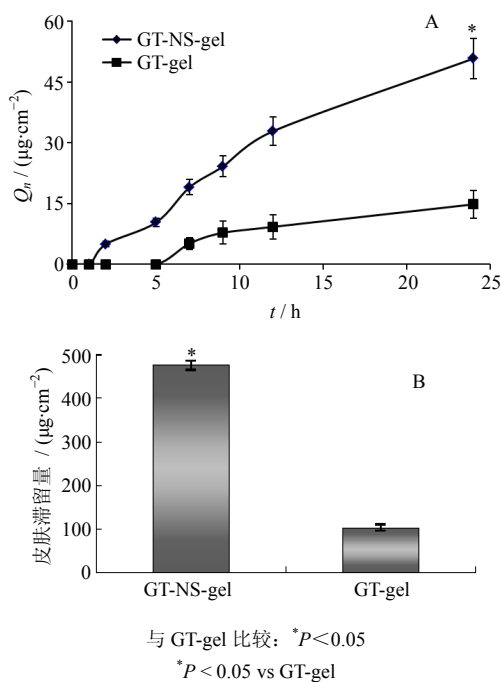 60
A
*
GT-NS-gel
GT-gel
45
30
15
0
Qn / (μg·cm−2)
0 5 10 15 20 25
t / h
500
*
B
400
300
200
100
0
皮肤滞留量 / (μg·cm−2)
GT-NS-gel GT-gel
与 GT-gel 比较：*P＜0.05
*P < 0.05 vs GT-gel